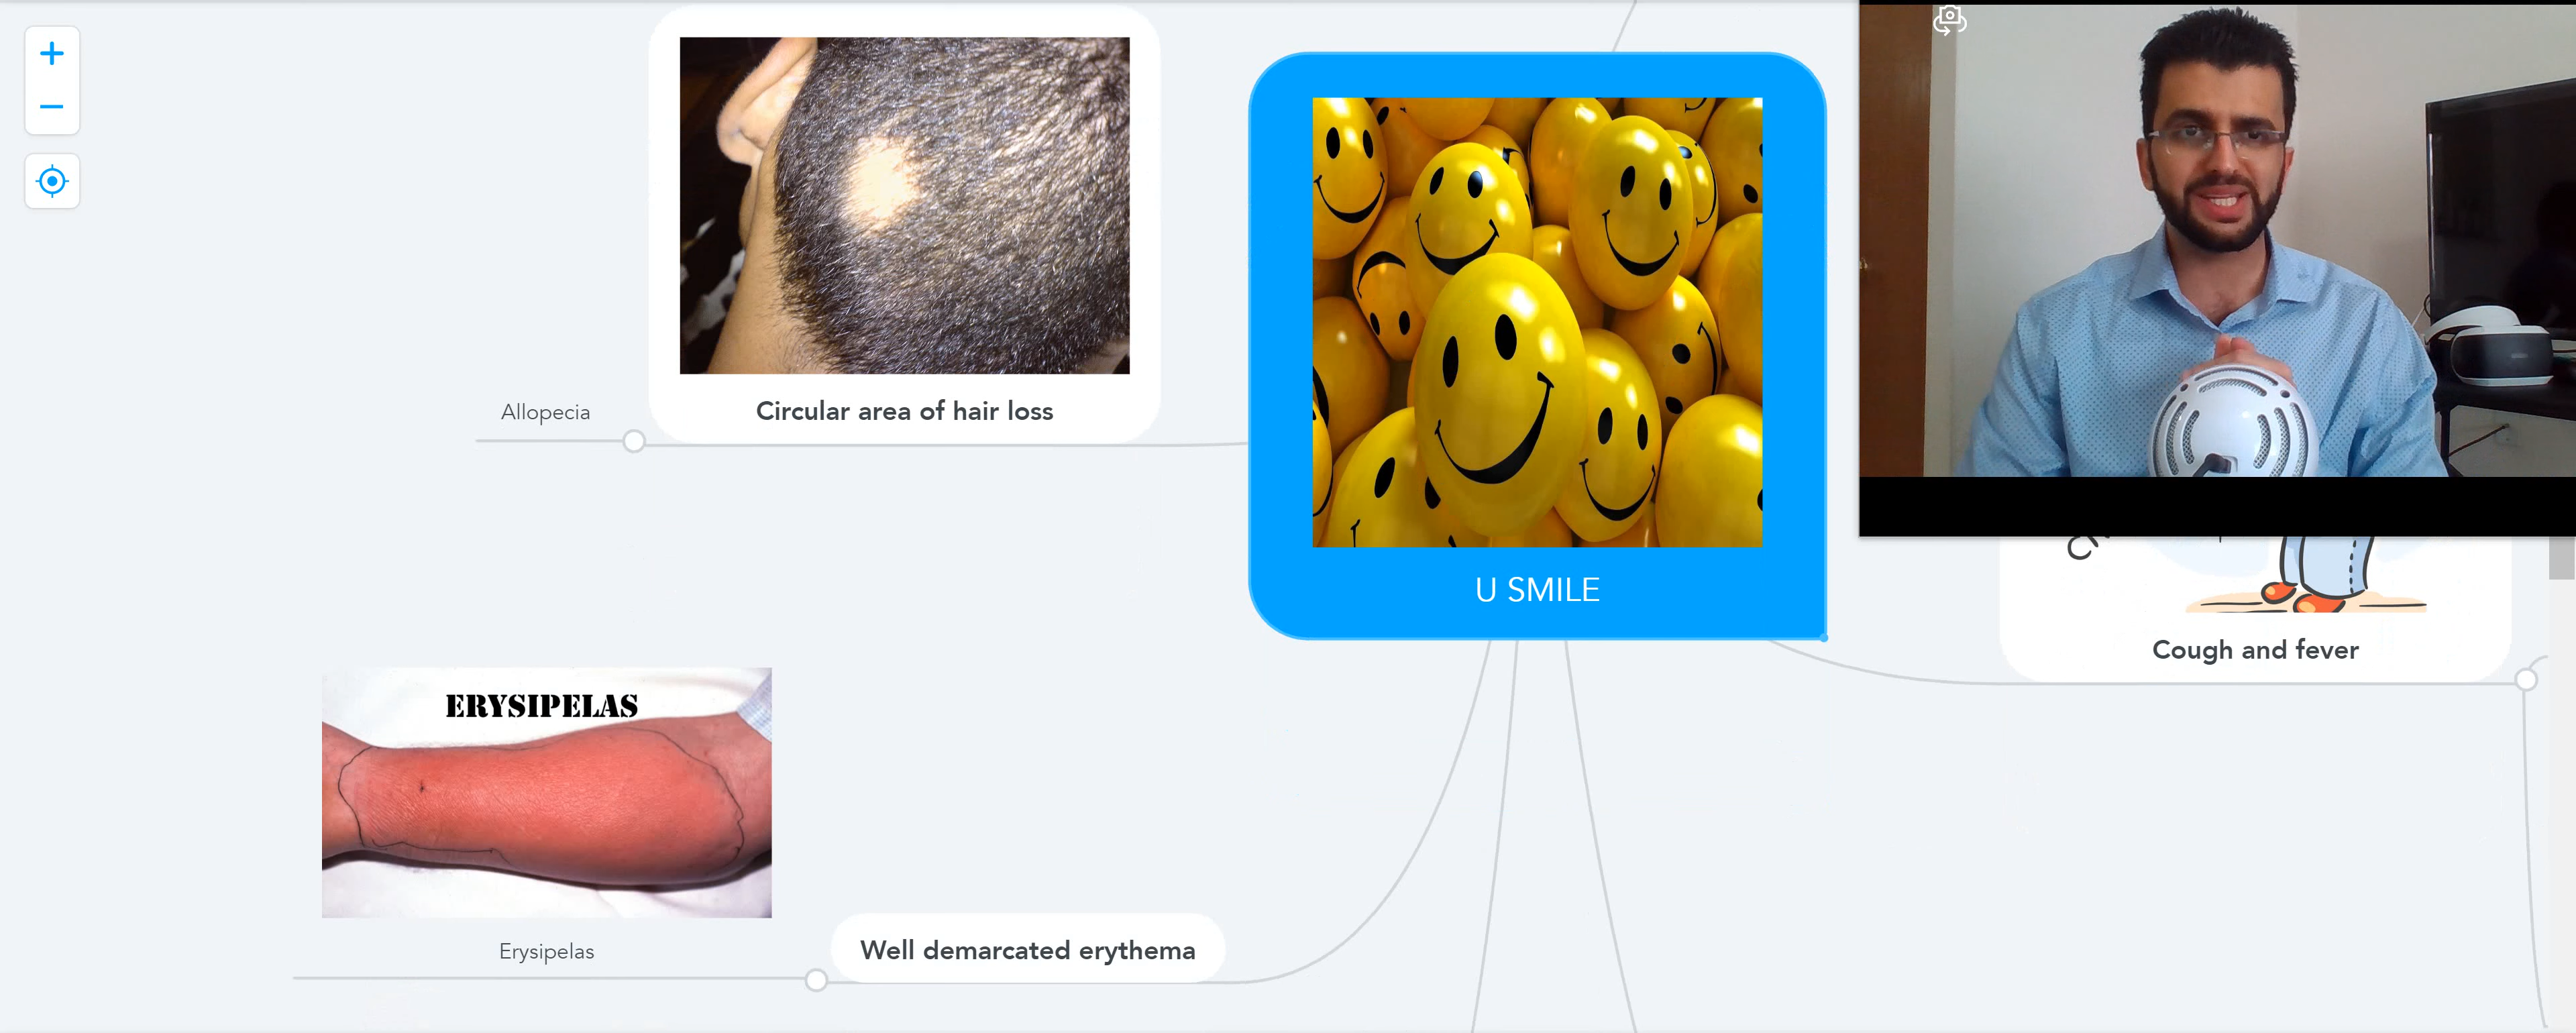 Circular area of hair loss
Allopecia
U SMILE
Cough and fever
ERYSIPELAS
Erysipelas
Well demarcated erythema